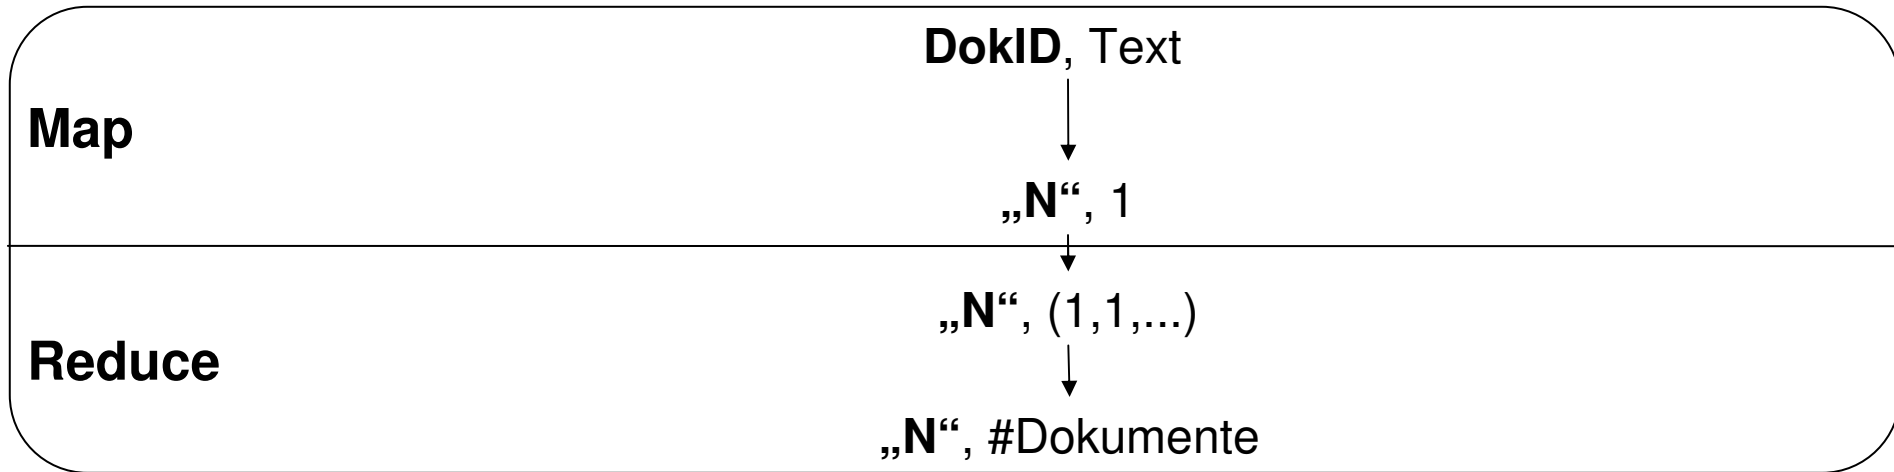 DokID, Text
Map
„N“, 1
„N“, (1,1,...)
Reduce
„N“, #Dokumente